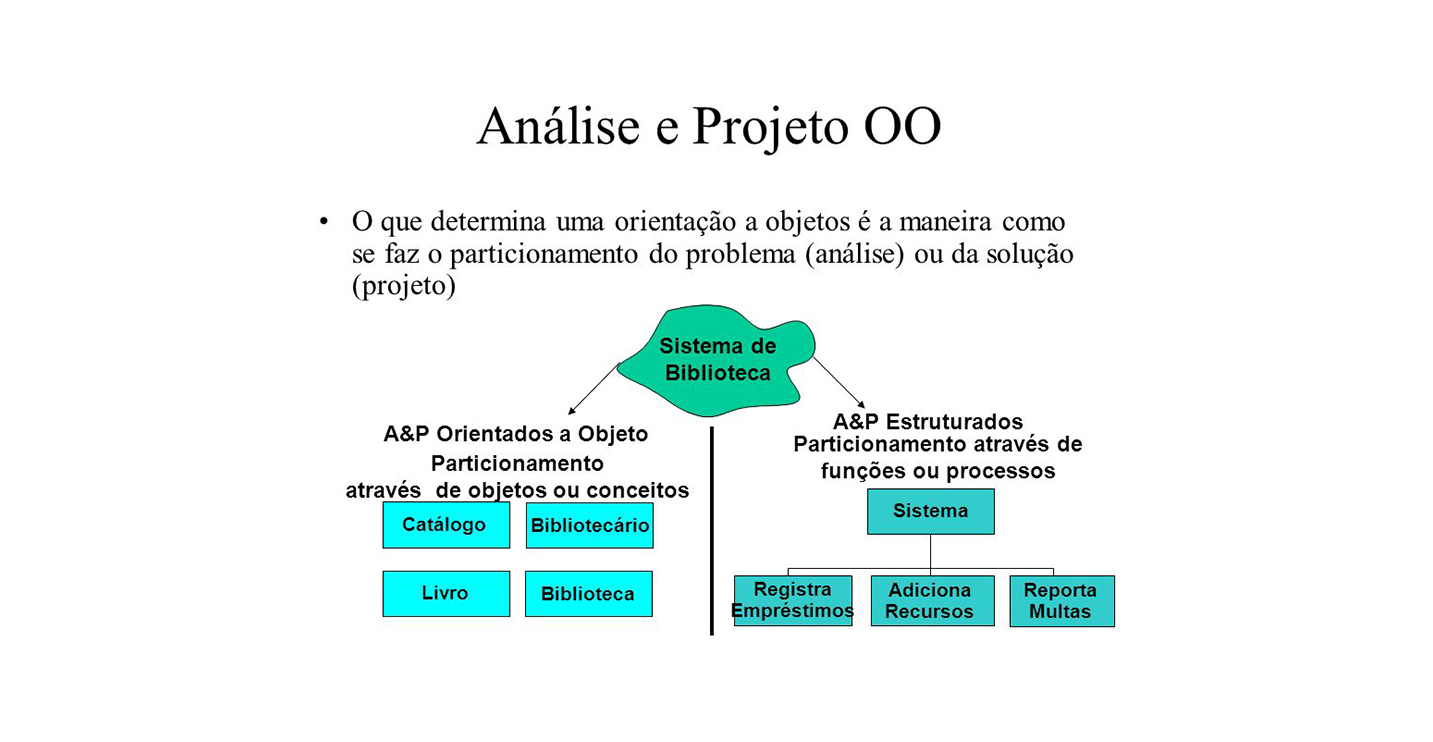 Análise e Projeto OO
• O que determina uma orientação a objetos é a maneira como
se faz o particionamento do problema (análise) ou da solução
(projeto)
Sistema de
Biblioteca
A&P Orientados a Objeto
Particionamento
através de objetos ou conceitos
Catálogo
Bibliotecário
Livro
Biblioteca
A&P Estruturados
Particionamento através de
funções ou processos
Sistema
Registra
Empréstimos
Adiciona
Recursos
Reporta
Multas